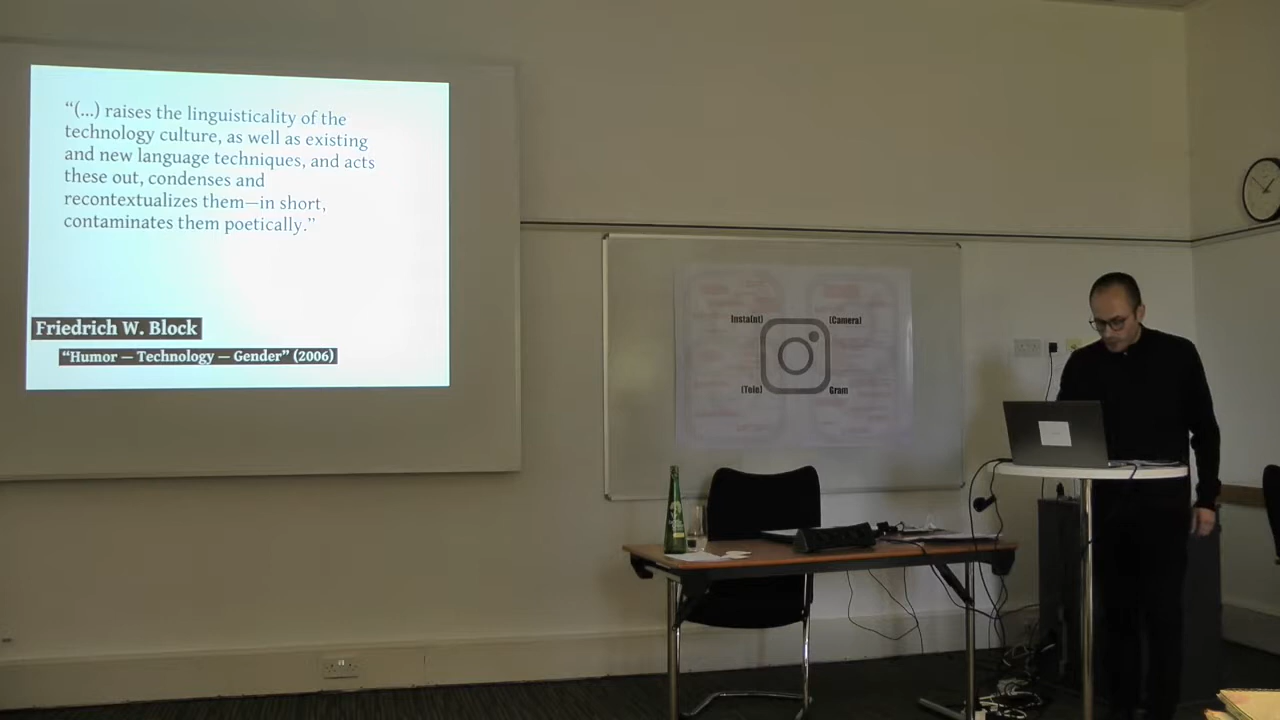 “(...) raises the linguisticality of the
technology culture, as well as existing
and new language techniques, and acts
these out, condenses and
recontextualizes them—in short,
contaminates them poetically.”
Friedrich W. Block
“Humor — Technology — Gender” (2006)
Insta(nt)
(Camera)
(Tele)
Gram